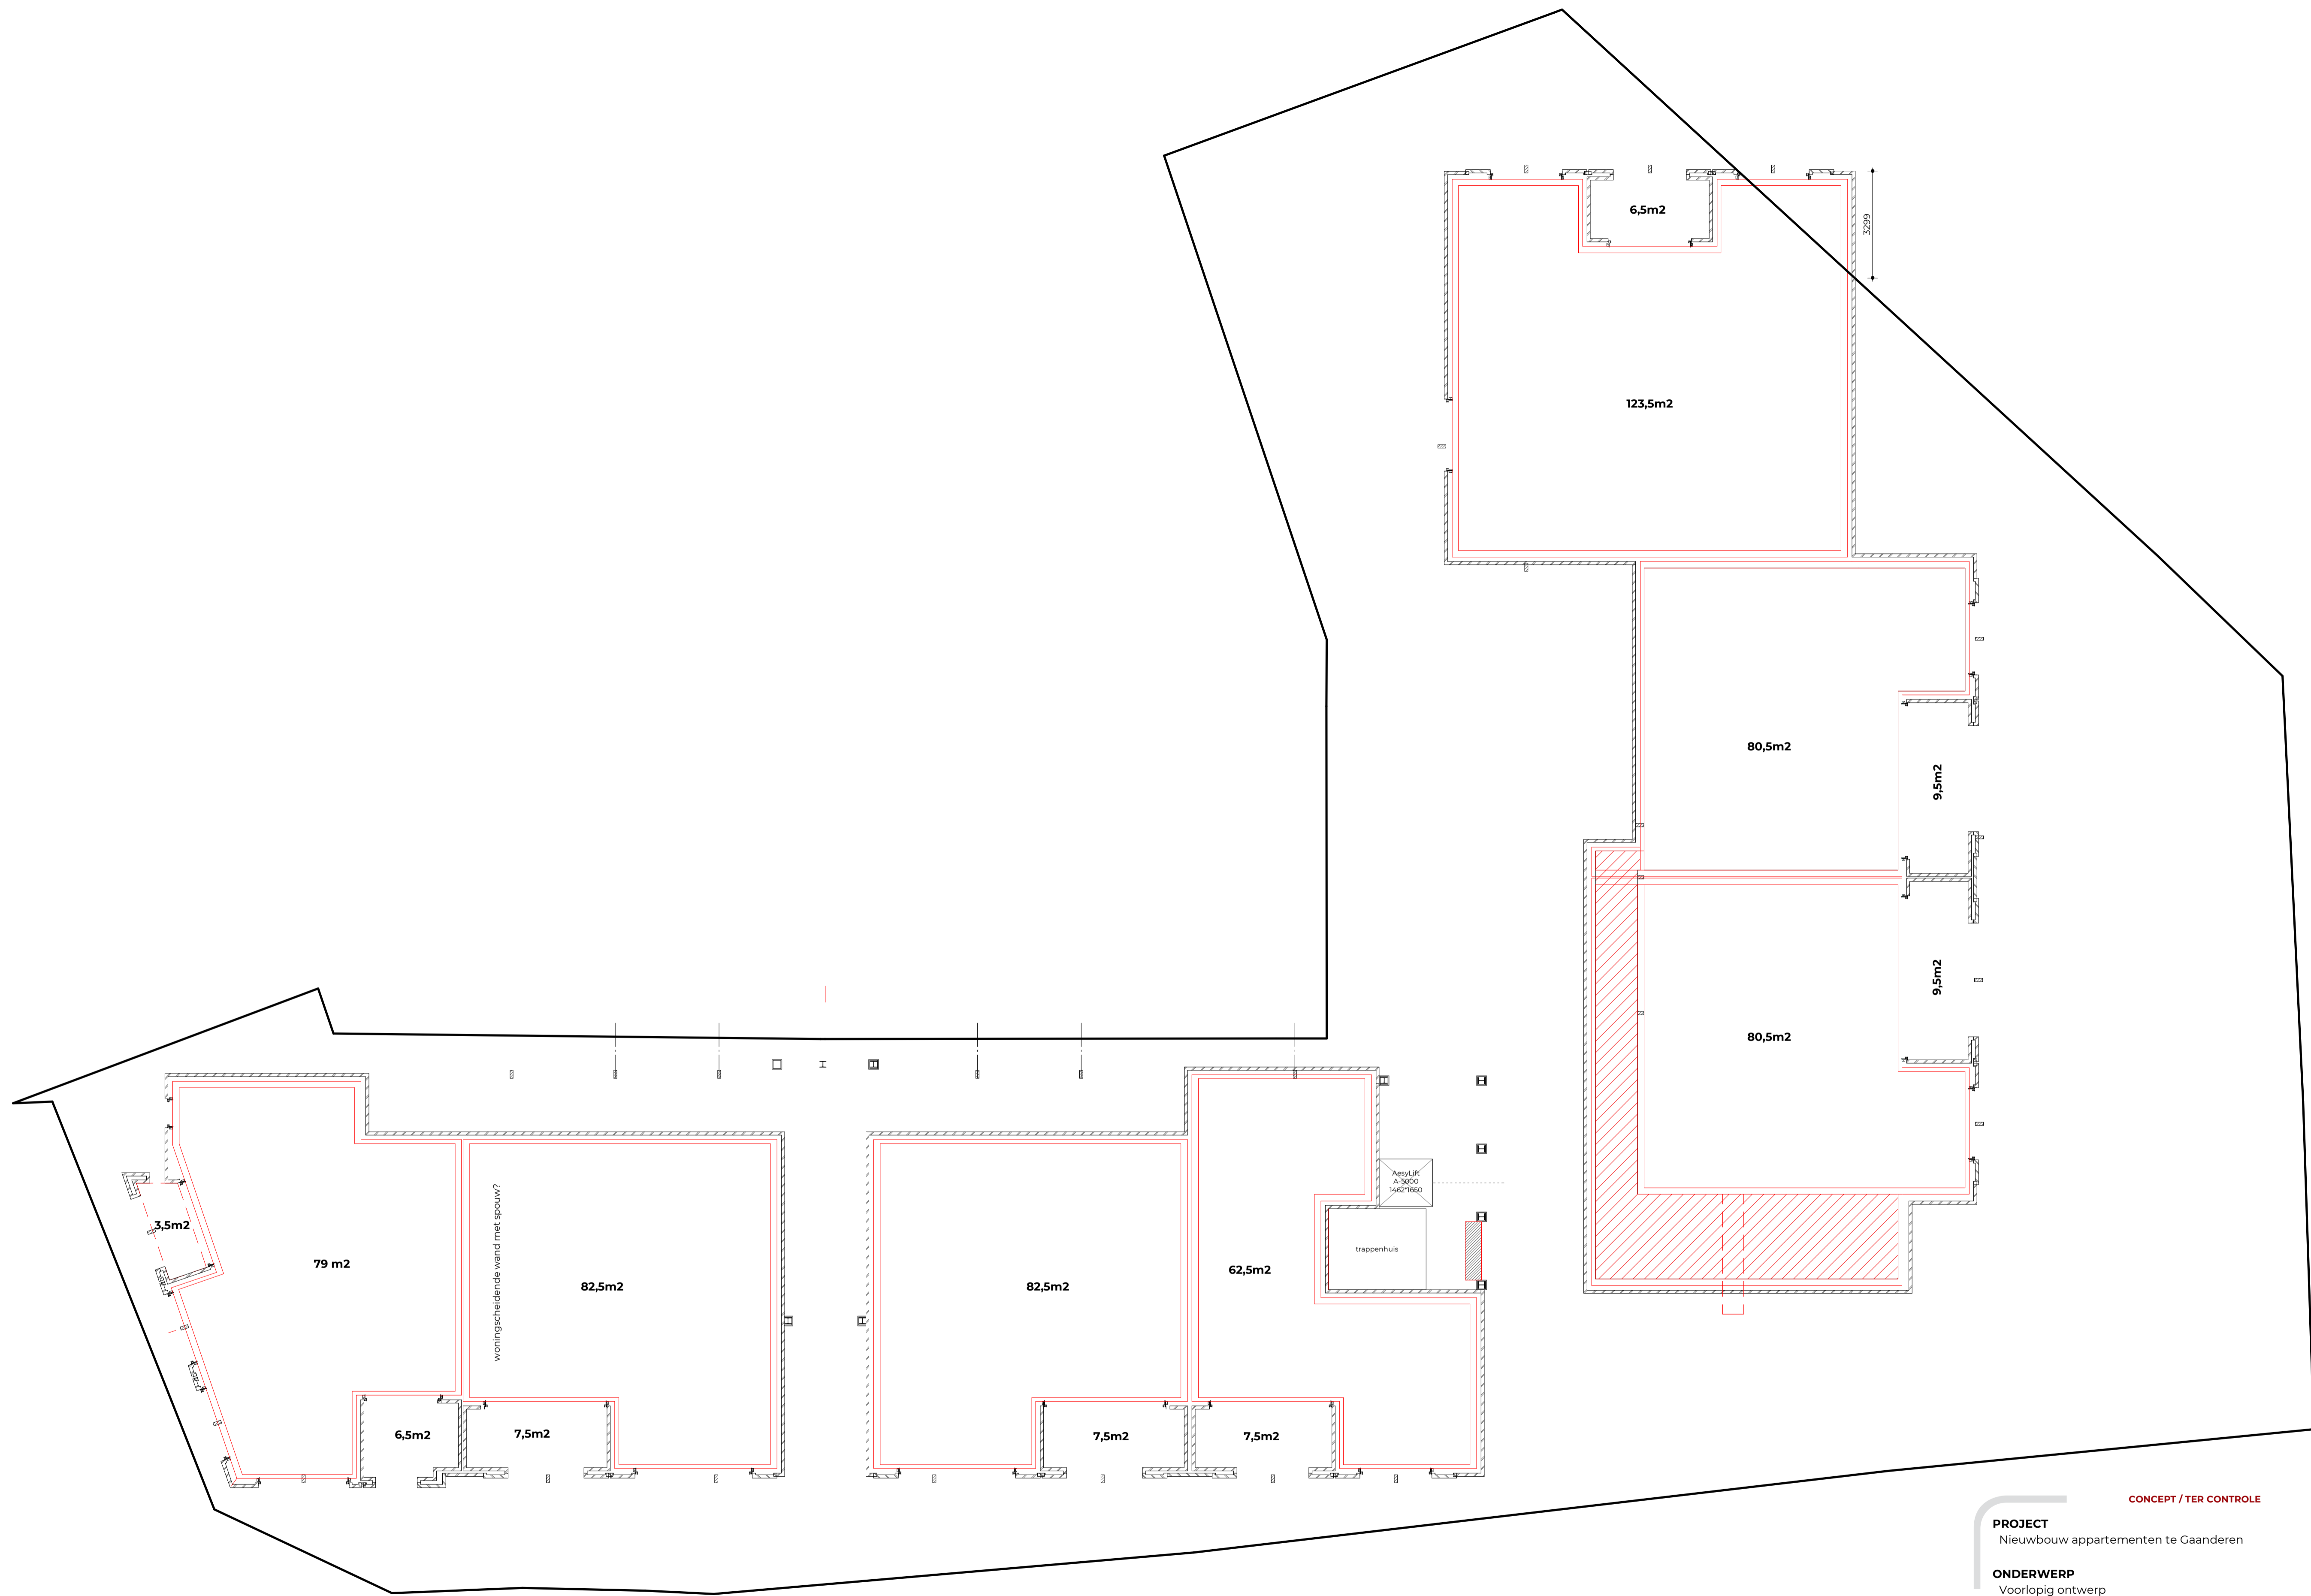 6,5m2
3299
123,5m2
80,5m2
9,5m2
9,5m2
80,5m2
AesyLift
A-5000
1462*1650
3,5m2
trappenhuis
79 m2
62,5m2
woningscheidende wand met spouw?
82,5m2
82,5m2
6,5m2
7,5m2
7,5m2
7,5m2
CONCEPT / TER CONTROLE
PROJECT
Nieuwbouw appartementen te Gaanderen
ONDERWERP
Voorlopig ontwerp